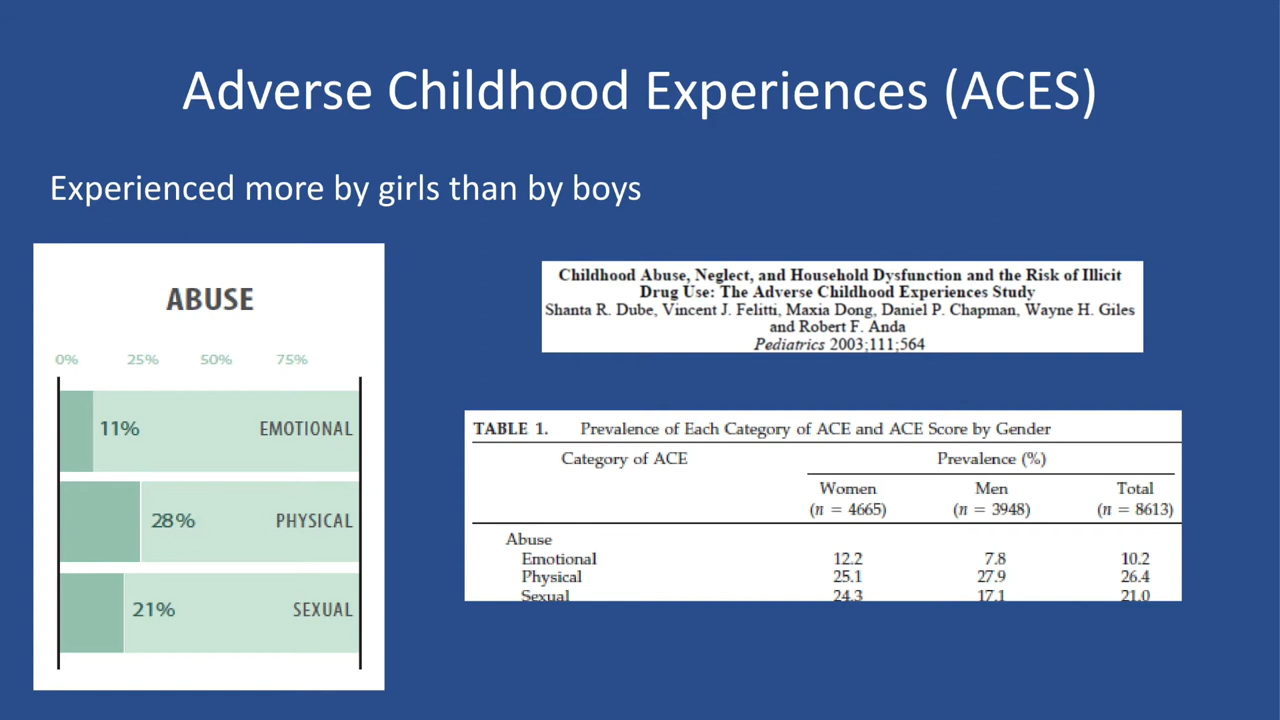 Adverse Childhood Experiences (ACES)
Experienced more by girls than by boys
ABUSE
0% 25% 50% 75%
11% EMOTIONAL
28% PHYSICAL
21% SEXUAL
Childhood Abuse, Neglect, and Household Dysfunction and the Risk of Illicit
Drug Use: The Adverse Childhood Experiences Study
Shanta R. Dube, Vincent J. Felitti, Maxia Dong, Daniel P. Chapman, Wayne H. Giles
and Robert F. Anda
Pediatrics 2003;111;564
TABLE 1. Prevalence of Each Category of ACE and ACE Score by Gender
Category of ACE Prevalence (%)
Women Men Total
(n = 4665) (n = 3948) (n = 8613)
Abuse
Emotional 12.2 7.8 10.2
Physical 25.1 27.9 26.4
Sexual 24.3 17.1 21.0